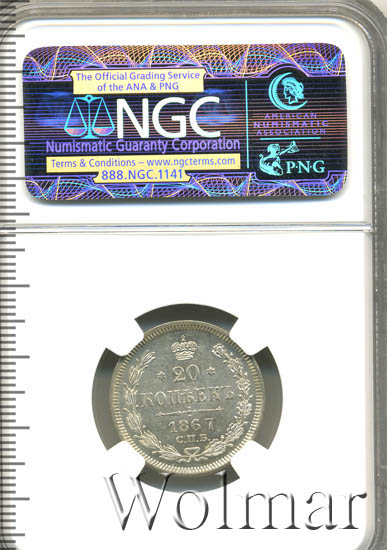 The Official Grading Service
of the ANA & PNG
NGC
Numismatic Guaranty Corporation
Terms & Conditions – www.ngcterms.com
888.NGC.1141
AMERICAN
NUMISMATIC
ASSOCIATION
P·N·G
20
КОПѢЕКЪ
1867
С.П.Б.
Wolmar